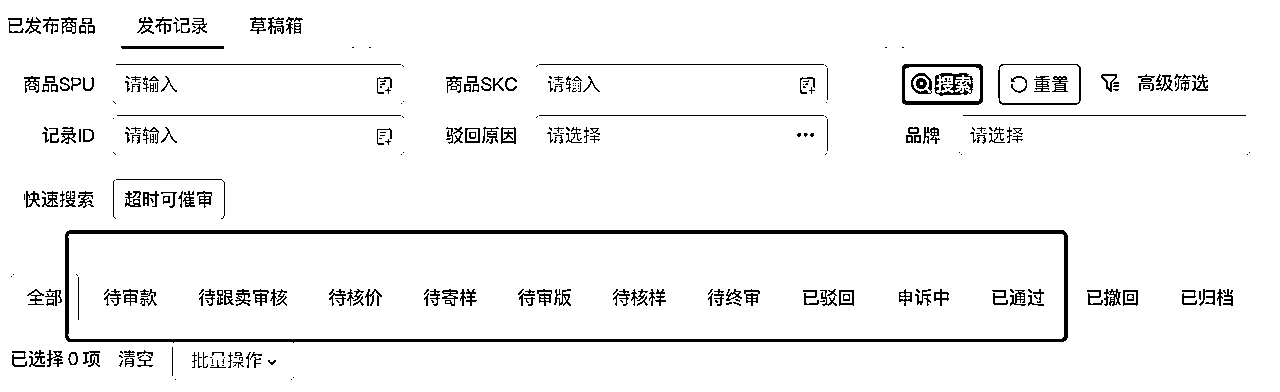 已发布商品 发布记录 草稿箱
商品SPU 请输入 商品SKC 请输入 搜索 重置 高级筛选
记录ID 请输入 驳回原因 请选择 ••• 品牌 请选择
快速搜索 超时可催审
全部 待审款 待跟卖审核 待核价 待寄样 待审版 待核样 待终审 已驳回 申诉中 已通过 已撤回 已归档
已选择 0 项 清空 批量操作